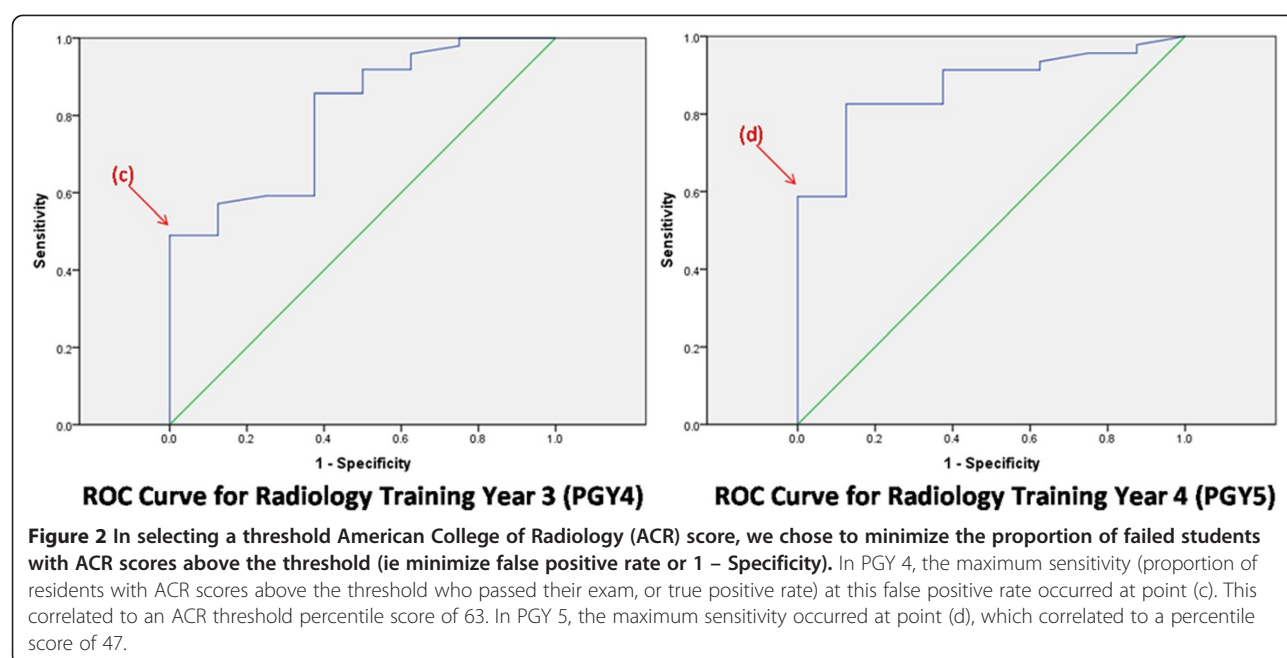 1.0
0.8
0.6
0.4
0.2
0.0
Sensitivity
(c)
0.0 0.2 0.4 0.6 0.8 1.0
1 - Specificity
ROC Curve for Radiology Training Year 3 (PGY4)
1.0
0.8
0.6
0.4
0.2
0.0
Sensitivity
(d)
0.0 0.2 0.4 0.6 0.8 1.0
1 - Specificity
ROC Curve for Radiology Training Year 4 (PGY5)
Figure 2 In selecting a threshold American College of Radiology (ACR) score, we chose to minimize the proportion of failed students
with ACR scores above the threshold (ie minimize false positive rate or 1 – Specificity). In PGY 4, the maximum sensitivity (proportion of
residents with ACR scores above the threshold who passed their exam, or true positive rate) at this false positive rate occurred at point (c). This
correlated to an ACR threshold percentile score of 63. In PGY 5, the maximum sensitivity occurred at point (d), which correlated to a percentile
score of 47.